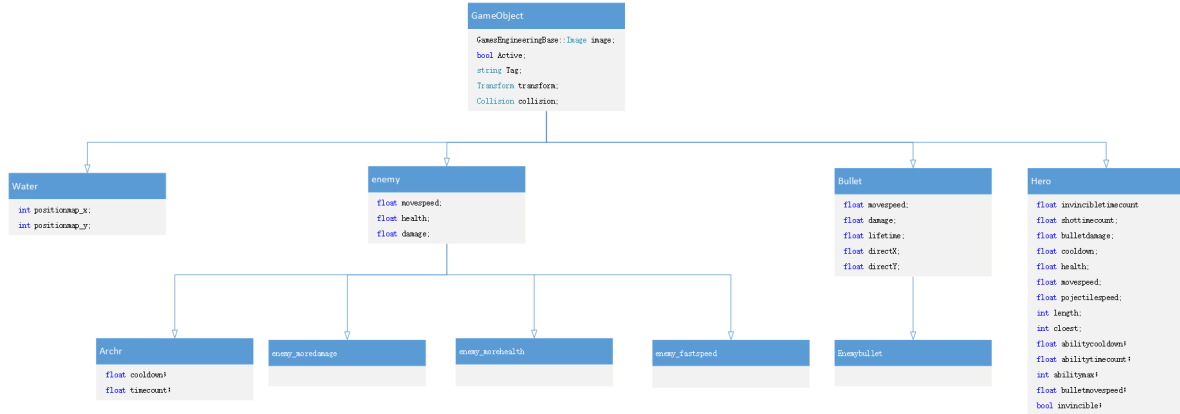 GameObject
GamesEngineeringBase::Image image;
bool Active;
string Tag;
Transform transform;
Collision collision;
Water
int positionmap_x;
int positionmap_y;
enemy
float movespeed;
float health;
float damage;
Bullet
float movespeed;
float damage;
float lifetime;
float directX;
float directY;
Hero
float invincibletimecount
float shottimecount;
float bulletdamage;
float cooldown;
float health;
float movespeed;
float pojectilespeed;
int length;
int cloest;
float abilitycooldown;
float abilitytimecount;
int abilitymax;
float bulletmovespeed;
bool invincible;
Archr
float cooldown;
float timecount;
enemy_moredamage
enemy_morehealth
enemy_fastspeed
Enemybullet